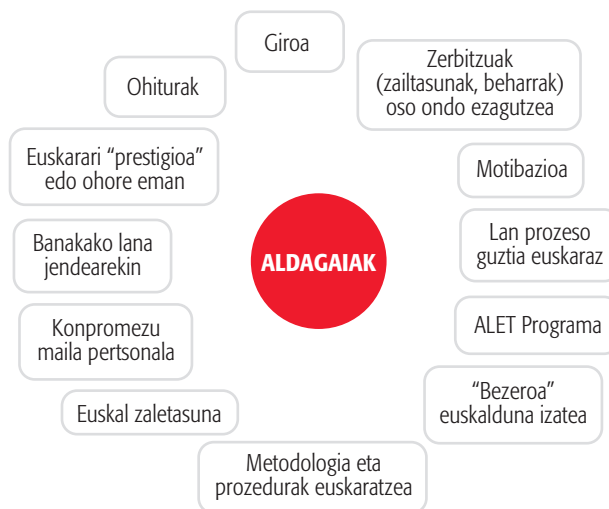 Giroa
Zerbitzuak
(zailtasunak, beharrak)
oso ondo ezagutzea
Motibazioa
Lan prozeso
guztia euskaraz
ALET Programa
“Bezeroa”
euskalduna izatea
Metodologia eta
prozedurak euskaratzea
Euskal zaletasuna
Konpromezu
maila pertsonala
Banakako lana
jendearekin
Euskarari “prestigioa”
edo ohore eman
Ohiturak
ALDAGAIAK